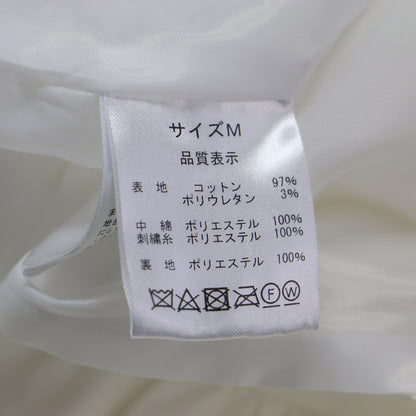 サイズM
品質表示
表 地 コットン 97%
ポリウレタン 3%
中 綿 ポリエステル 100%
刺繍糸 ポリエステル 100%
裏 地 ポリエステル 100%
F W